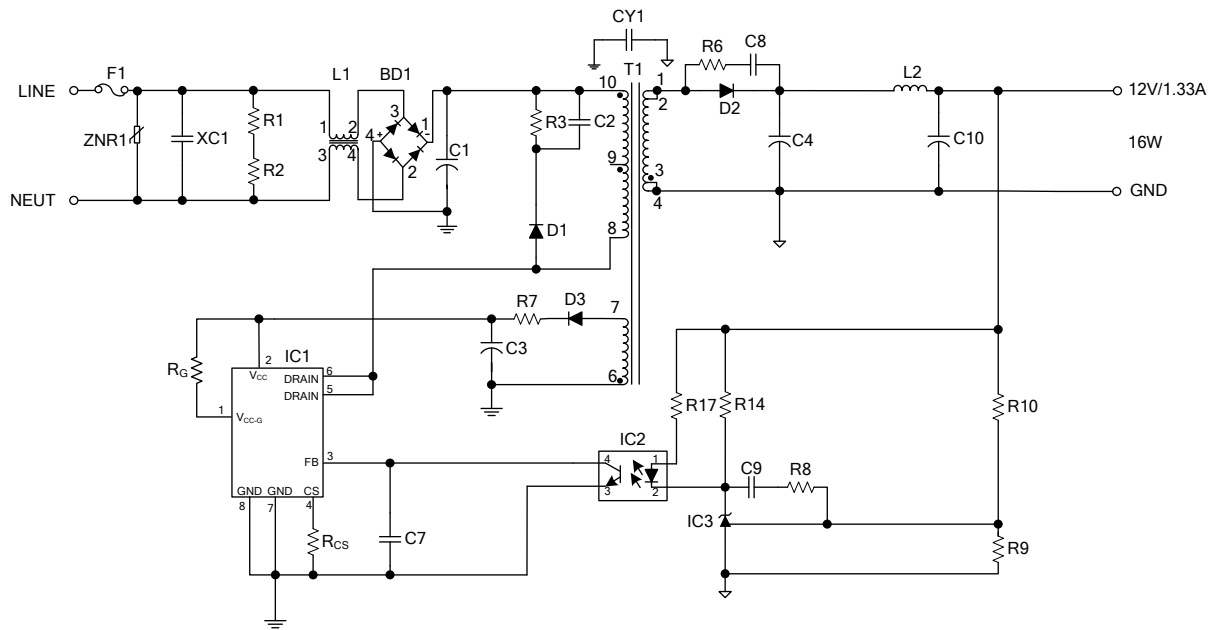 CY1
F1
LINE
ZNR1
XC1
R1
R2
NEUT
L1
1
2
3
4
BD1
3
4
+
1
-
2
C1
R3
C2
D1
T1
10
9
8
1
2
3
4
R6
C8
D2
C4
L2
C10
12V/1.33A
16W
GND
R7
D3
7
6
C3
RG
IC1
2
VCC
1
VCC-G
DRAIN
6
DRAIN
5
FB
3
GND
GND
CS
8
7
4
RCS
C7
IC2
4
3
1
2
R17
R14
R10
C9
R8
IC3
R9